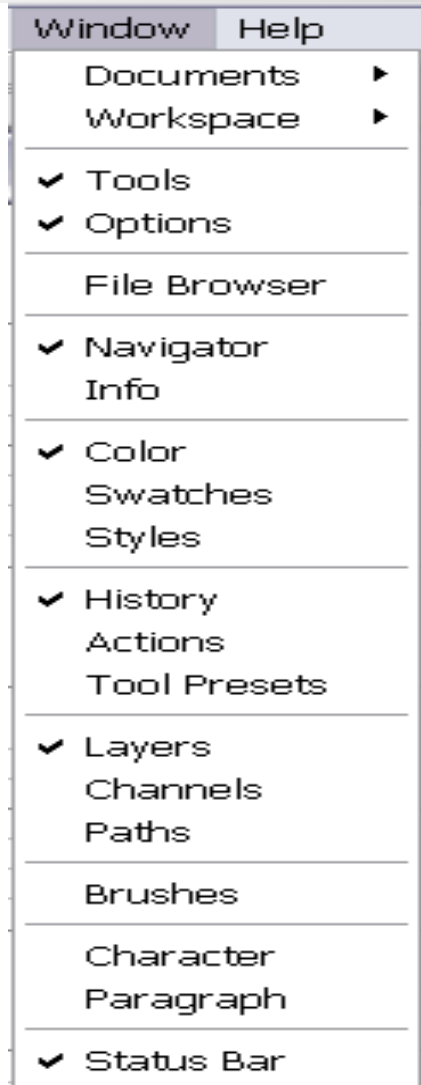 Window Help
Documents
Workspace
Tools
Options
File Browser
Navigator
Info
Color
Swatches
Styles
History
Actions
Tool Presets
Layers
Channels
Paths
Brushes
Character
Paragraph
Status Bar